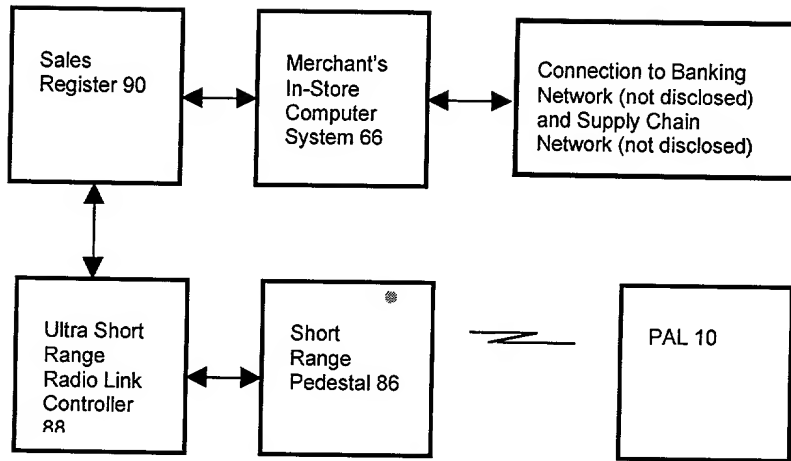 Sales
Register 90
Merchant's
In-Store
Computer
System 66
Connection to Banking
Network (not disclosed)
and Supply Chain
Network (not disclosed)
Ultra Short
Range
Radio Link
Controller
88
Short
Range
Pedestal 86
PAL 10